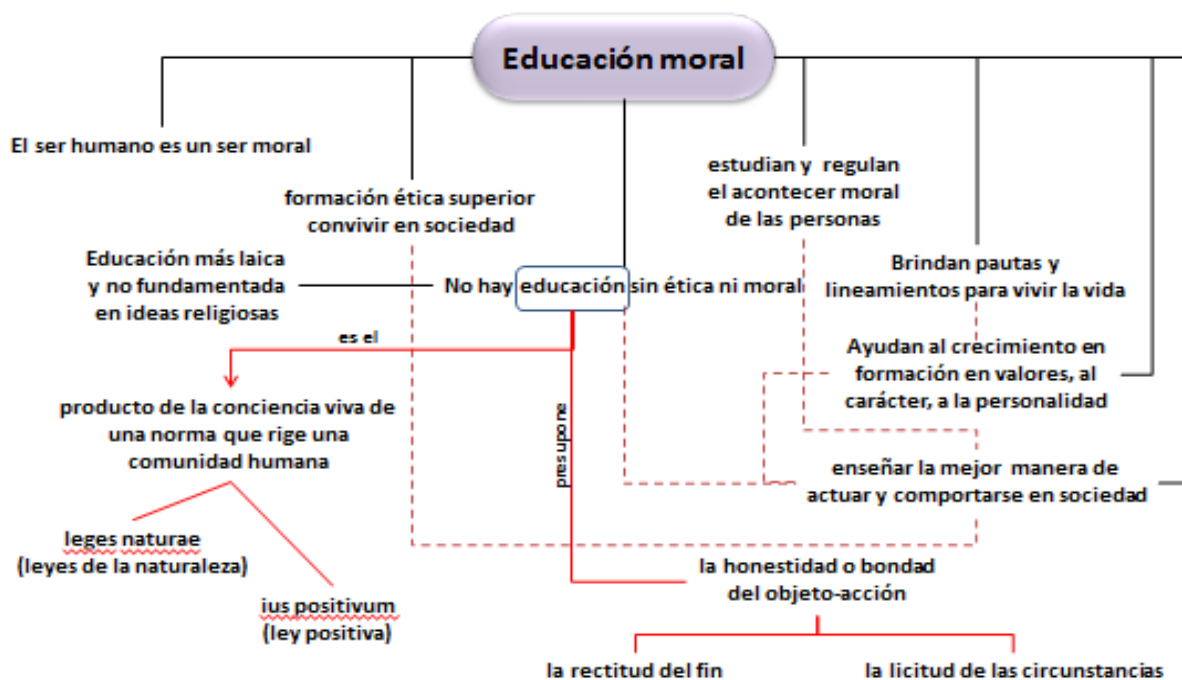 Educación moral
El ser humano es un ser moral
formación ética superior
convivir en sociedad
estudian y regulan
el acontecer moral
de las personas
Educación más laica
y no fundamentada
en ideas religiosas
No hay educación sin ética ni moral
Brindan pautas y
lineamientos para vivir la vida
es el
Ayudan al crecimiento en
formación en valores, al
carácter, a la personalidad
producto de la conciencia viva de
una norma que rige una
comunidad humana
presupone
enseñar la mejor manera de
actuar y comportarse en sociedad
leges naturae
(leyes de la naturaleza)
ius positivum
(ley positiva)
la honestidad o bondad
del objeto-acción
la rectitud del fin
la licitud de las circunstancias